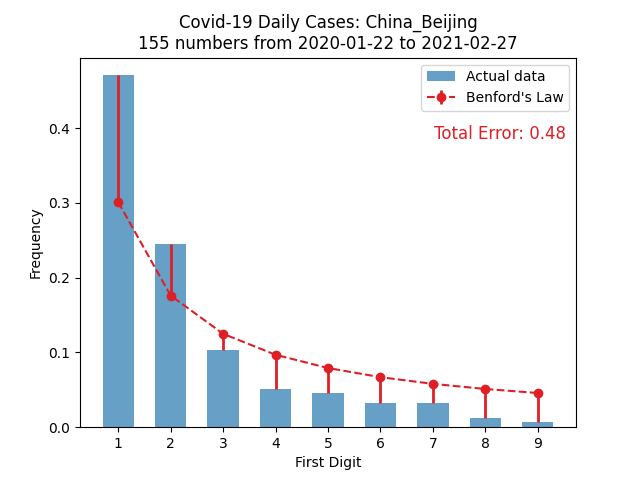 Covid-19 Daily Cases: China_Beijing
155 numbers from 2020-01-22 to 2021-02-27
Actual data
Benford's Law
Total Error: 0.48
Frequency
0.4
0.3
0.2
0.1
0.0
1 2 3 4 5 6 7 8 9
First Digit